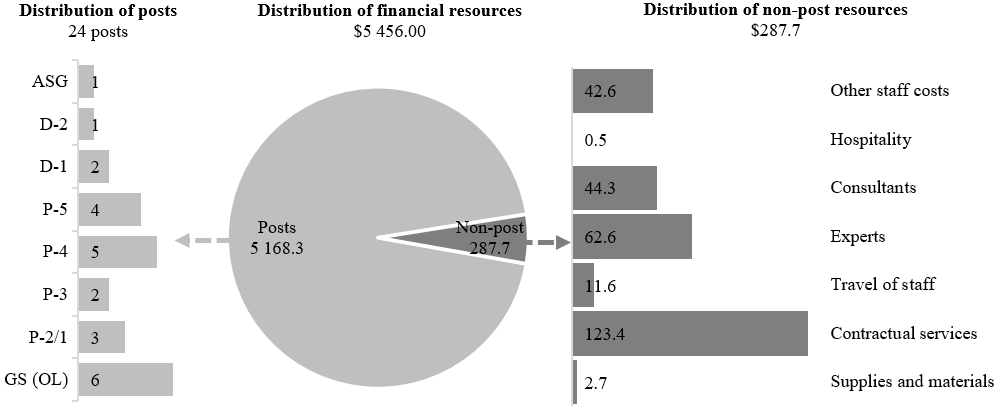 Distribution of posts
24 posts
ASG 1
D-2 1
D-1 2
P-5 4
P-4 5
P-3 2
P-2/1 3
GS (OL) 6
Distribution of financial resources
$5 456.00
Posts
5 168.3
Non-post
287.7
Distribution of non-post resources
$287.7
42.6 Other staff costs
0.5 Hospitality
44.3 Consultants
62.6 Experts
11.6 Travel of staff
123.4 Contractual services
2.7 Supplies and materials